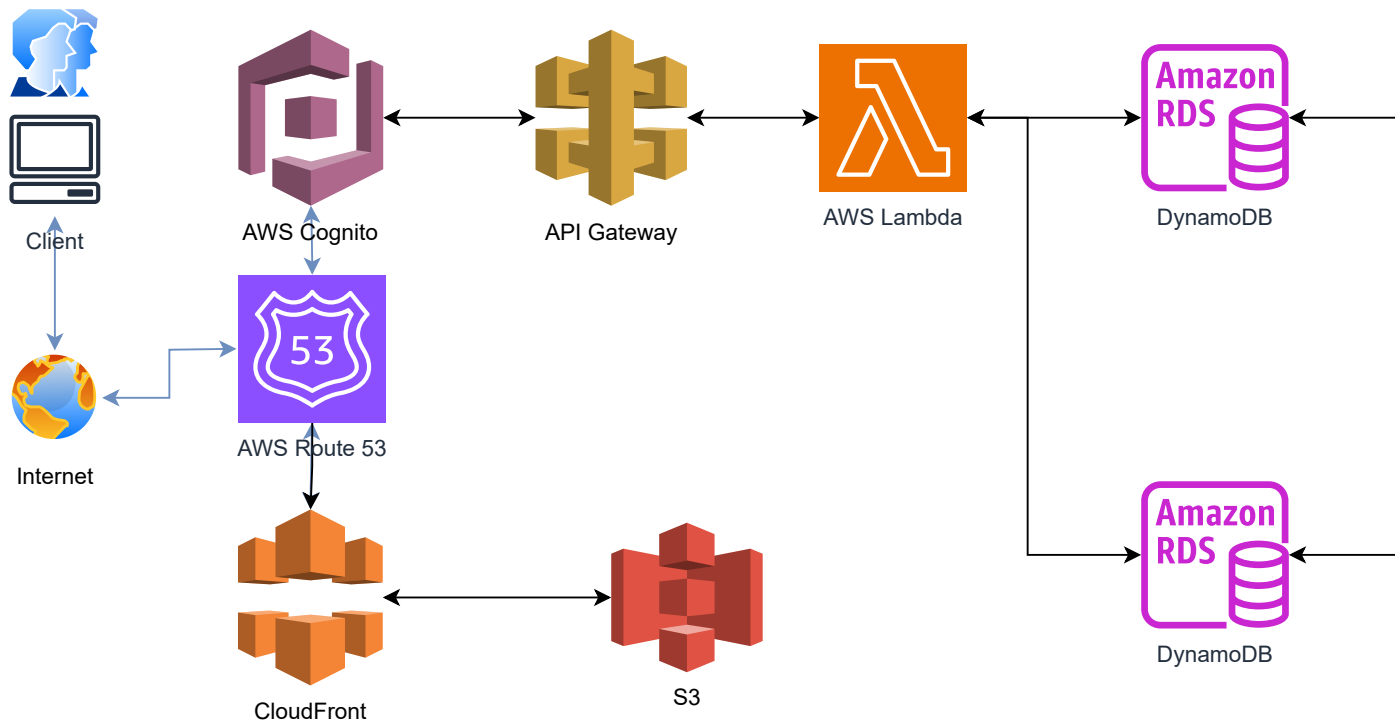 Amazon
RDS
AWS Cognito
API Gateway
AWS Lambda
DynamoDB
Client
53
AWS Route 53
Internet
Amazon
RDS
DynamoDB
CloudFront
S3